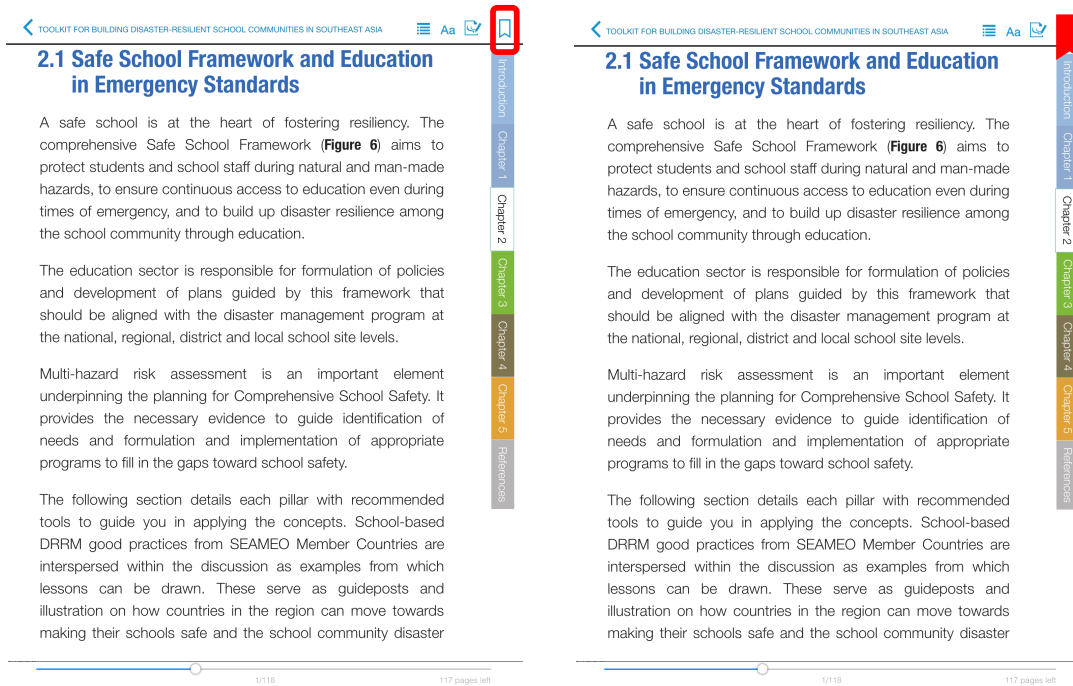 TOOLKIT FOR BUILDING DISASTER-RESILIENT SCHOOL COMMUNITIES IN SOUTHEAST ASIA
Aa
2.1 Safe School Framework and Education
in Emergency Standards
A safe school is at the heart of fostering resiliency. The
comprehensive Safe School Framework (Figure 6) aims to
protect students and school staff during natural and man-made
hazards, to ensure continuous access to education even during
times of emergency, and to build up disaster resilience among
the school community through education.
The education sector is responsible for formulation of policies
and development of plans guided by this framework that
should be aligned with the disaster management program at
the national, regional, district and local school site levels.
Multi-hazard risk assessment is an important element
underpinning the planning for Comprehensive School Safety. It
provides the necessary evidence to guide identification of
needs and formulation and implementation of appropriate
programs to fill in the gaps toward school safety.
The following section details each pillar with recommended
tools to guide you in applying the concepts. School-based
DRRM good practices from SEAMEO Member Countries are
interspersed within the discussion as examples from which
lessons can be drawn. These serve as guideposts and
illustration on how countries in the region can move towards
making their schools safe and the school community disaster
Introduction
Chapter 1
Chapter 2
Chapter 3
Chapter 4
Chapter 5
References
1/118
117 pages left
TOOLKIT FOR BUILDING DISASTER-RESILIENT SCHOOL COMMUNITIES IN SOUTHEAST ASIA
Aa
2.1 Safe School Framework and Education
in Emergency Standards
A safe school is at the heart of fostering resiliency. The
comprehensive Safe School Framework (Figure 6) aims to
protect students and school staff during natural and man-made
hazards, to ensure continuous access to education even during
times of emergency, and to build up disaster resilience among
the school community through education.
The education sector is responsible for formulation of policies
and development of plans guided by this framework that
should be aligned with the disaster management program at
the national, regional, district and local school site levels.
Multi-hazard risk assessment is an important element
underpinning the planning for Comprehensive School Safety. It
provides the necessary evidence to guide identification of
needs and formulation and implementation of appropriate
programs to fill in the gaps toward school safety.
The following section details each pillar with recommended
tools to guide you in applying the concepts. School-based
DRRM good practices from SEAMEO Member Countries are
interspersed within the discussion as examples from which
lessons can be drawn. These serve as guideposts and
illustration on how countries in the region can move towards
making their schools safe and the school community disaster
Introduction
Chapter 1
Chapter 2
Chapter 3
Chapter 4
Chapter 5
References
1/118
117 pages left